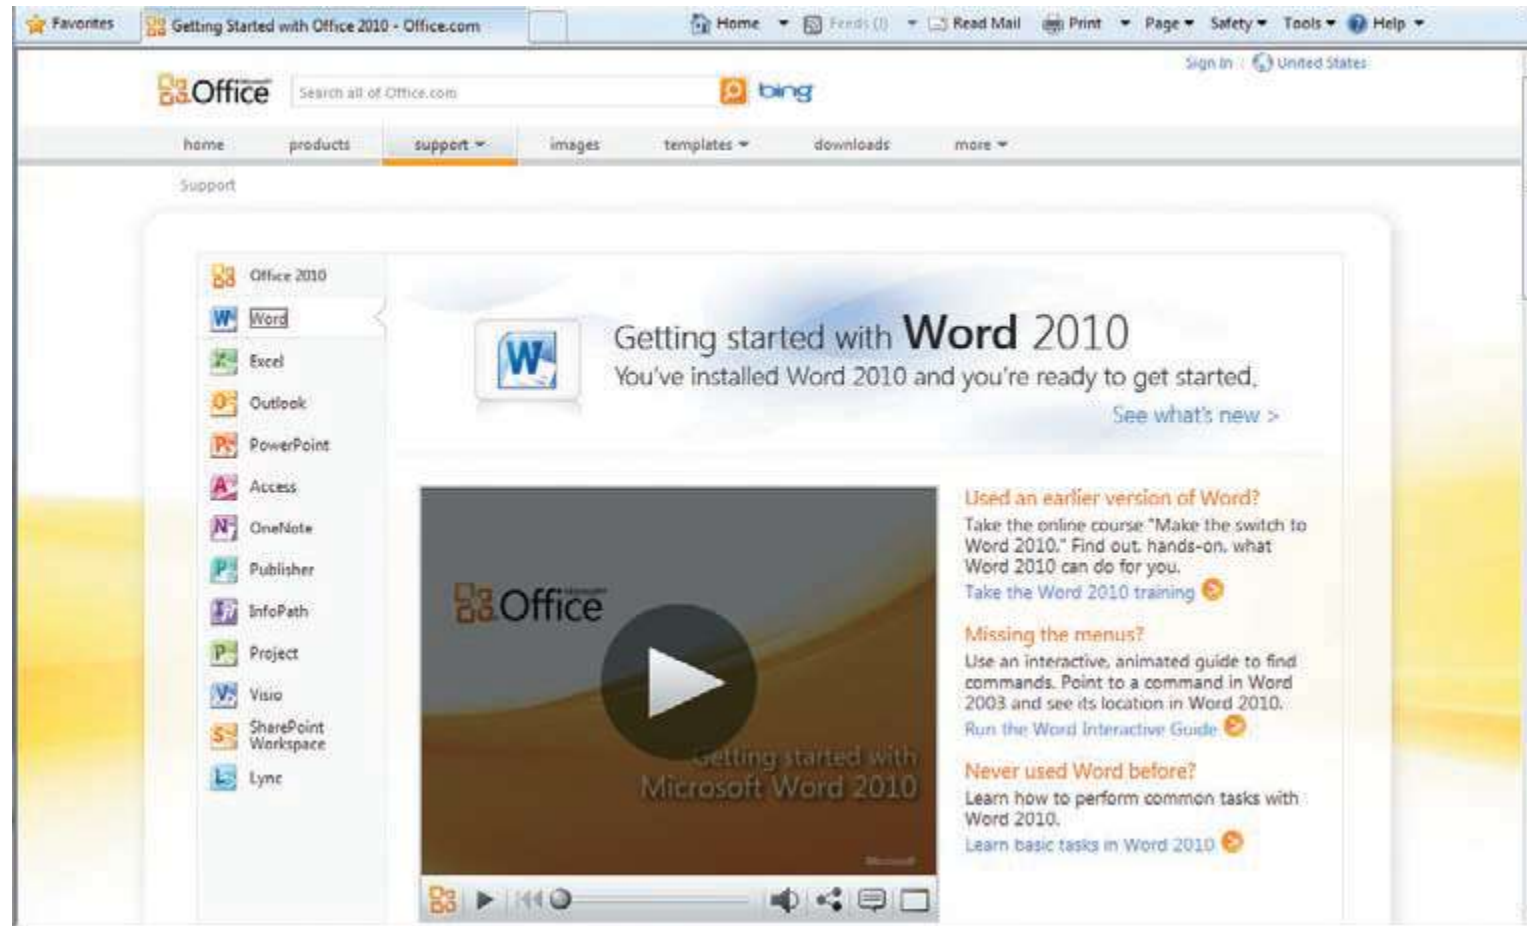 Favorites
Getting Started with Office 2010 - Office.com
Home
Feeds (J)
Read Mail
Print
Page
Safety
Tools
Help
Sign In
United States
Microsoft
Office
Search all of Office.com
bing
home
products
support
images
templates
downloads
more
Support
Office 2010
Word
Excel
Outlook
PowerPoint
Access
OneNote
Publisher
InfoPath
Project
Visio
SharePoint
Workspace
Lync
Getting started with Word 2010
You've installed Word 2010 and you're ready to get started.
See what's new >
Microsoft
Office
Getting started with
Microsoft Word 2010
Microsoft
Used an earlier version of Word?
Take the online course "Make the switch to
Word 2010." Find out, hands-on, what
Word 2010 can do for you.
Take the Word 2010 training
Missing the menus?
Use an interactive, animated guide to find
commands. Point to a command in Word
2003 and see its location in Word 2010.
Run the Word Interactive Guide
Never used Word before?
Learn how to perform common tasks with
Word 2010.
Learn basic tasks in Word 2010